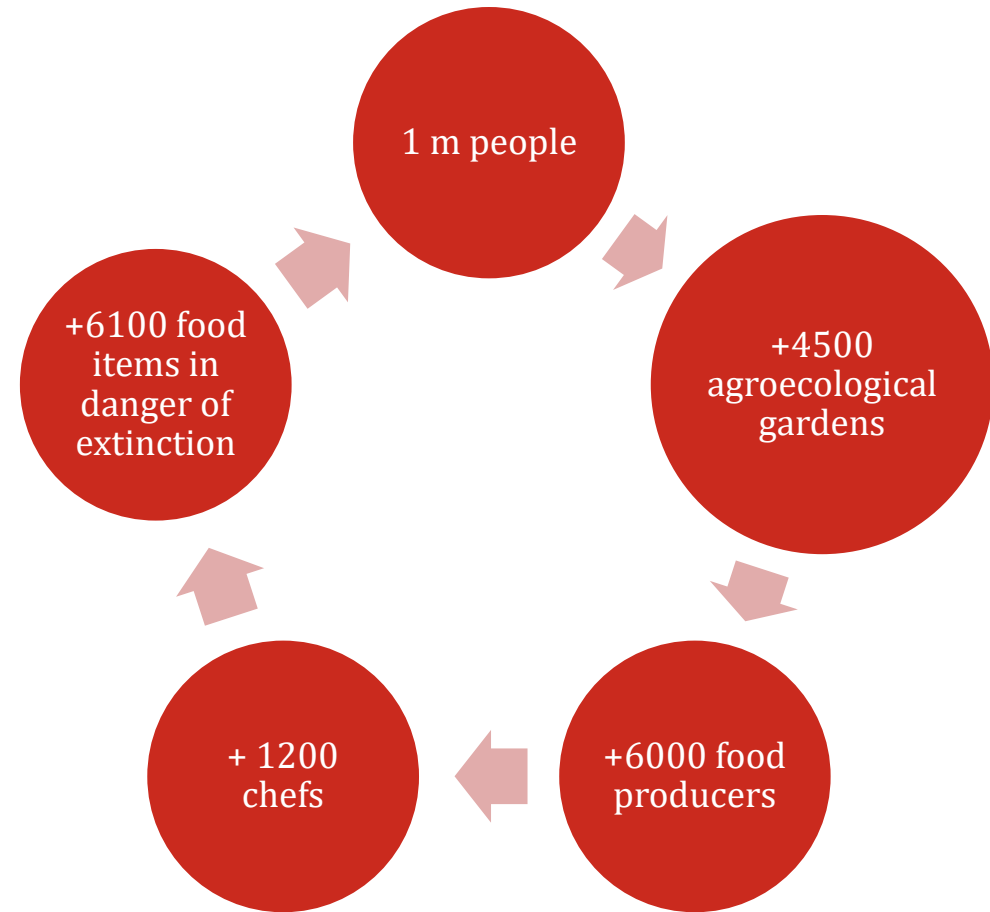 1 m people
+4500
agroecological
gardens
+6000 food
producers
+ 1200
chefs
+6100 food
items in
danger of
extinction